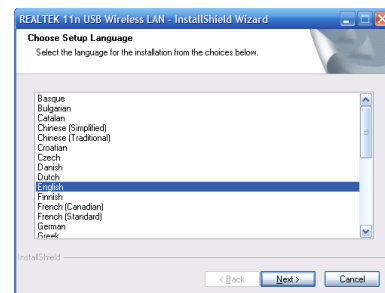 REALTEK 11n USB Wireless LAN - InstallShield Wizard
Choose Setup Language
Select the language for the installation from the choices below.
Basque
Bulgarian
Catalan
Chinese (Simplified)
Chinese (Traditional)
Croatian
Czech
Danish
Dutch
English
Finnish
French (Canadian)
French (Standard)
German
Greek
InstallShield
< Back
Next >
Cancel